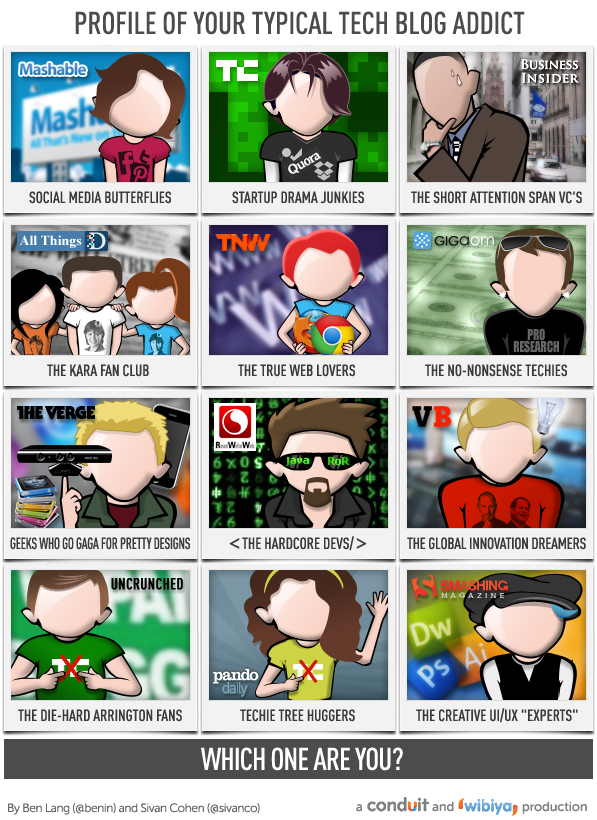 PROFILE OF YOUR TYPICAL TECH BLOG ADDICT
Mashable
Mash
All That's New on
SOCIAL MEDIA BUTTERFLIES
TC
Quora
STARTUP DRAMA JUNKIES
BUSINESS
INSIDER
THE SHORT ATTENTION SPAN VC'S
All Things D
THE KARA FAN CLUB
TNW
THE TRUE WEB LOVERS
GIGAOM
PRO
RESEARCH
THE NO-NONSENSE TECHIES
THE VERGE
GEEKS WHO GO GAGA FOR PRETTY DESIGNS
ReadWriteWeb
Java RoR
<THE HARDCORE DEVS/>
VB
THE GLOBAL INNOVATION DREAMERS
UNCRUNCHED
THE DIE-HARD ARRINGTON FANS
pando
daily
TECHIE TREE HUGGERS
SMASHING
MAGAZINE
Dw
Ps Ai
THE CREATIVE UI/UX "EXPERTS"
WHICH ONE ARE YOU?
By Ben Lang (@benin) and Sivan Cohen (@sivanco)
a conduit and wibiya production